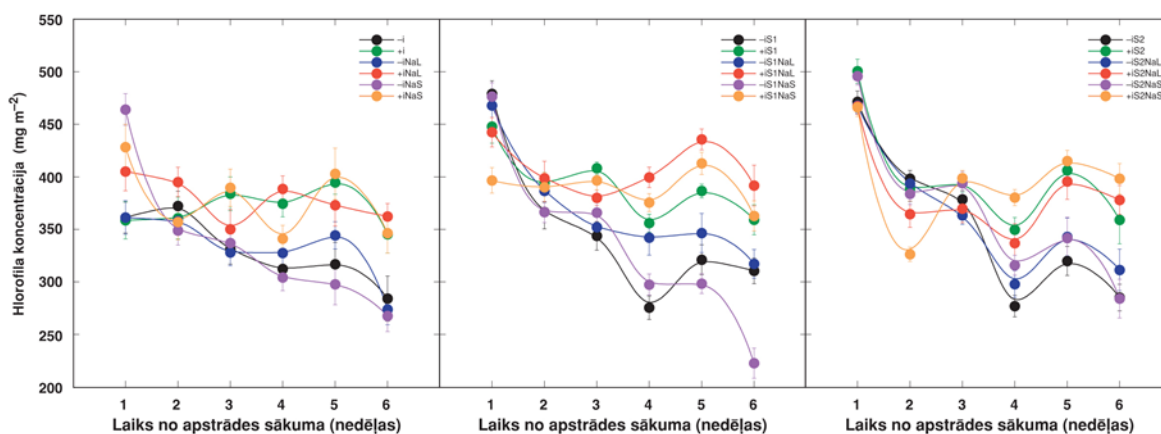 550
500
450
400
350
300
250
200
Hlorofila koncentrācija (mg m⁻²)
–i
+i
–iNaL
+iNaL
–iNaS
+iNaS
1 2 3 4 5 6
Laiks no apstrādes sākuma (nedēļas)
–iS1
+iS1
–iS1NaL
+iS1NaL
–iS1NaS
+iS1NaS
1 2 3 4 5 6
Laiks no apstrādes sākuma (nedēļas)
–iS2
+iS2
–iS2NaL
+iS2NaL
–iS2NaS
+iS2NaS
1 2 3 4 5 6
Laiks no apstrādes sākuma (nedēļas)